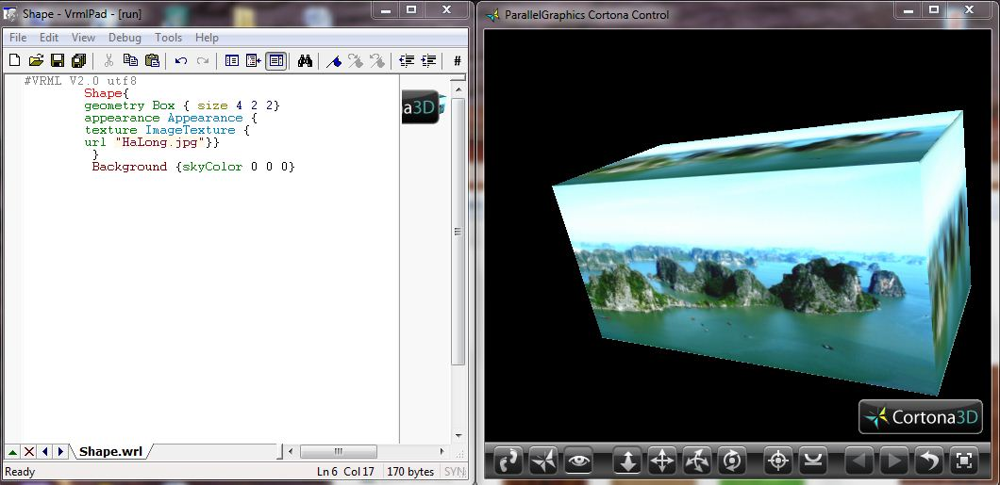 Shape - VrmlPad - [run]
File Edit View Debug Tools Help
#
#VRML V2.0 utf8
Shape{
geometry Box { size 4 2 2}
appearance Appearance {
texture ImageTexture {
url "HaLong.jpg"}}
}
Background {skyColor 0 0 0}
a3D
Shape.wrl
Ready Ln 6 Col 17 170 bytes SYN
ParallelGraphics Cortona Control
Cortona3D